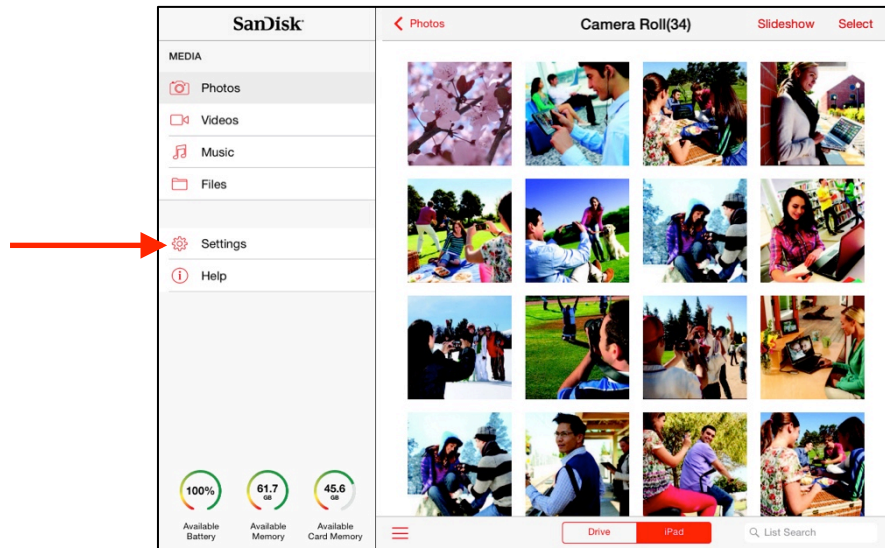 SanDisk
MEDIA
Photos
Videos
Music
Files
Settings
Help
100%
Available
Battery
61.7
GB
Available
Memory
45.6
GB
Available
Card Memory
Photos
Camera Roll(34)
Slideshow
Select
Drive
iPad
List Search